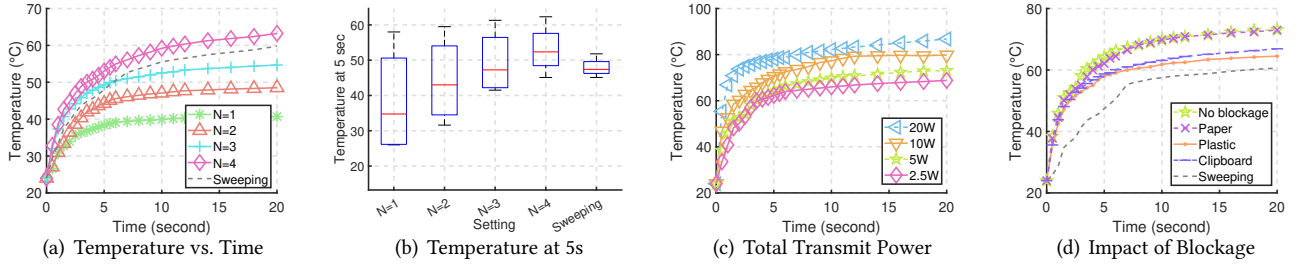 Temperature (°C)
70
60
50
40
30
20
N=1
N=2
N=3
N=4
Sweeping
0
5
10
15
20
Time (second)
(a) Temperature vs. Time
Temperature at 5 sec
60
50
40
30
20
N=1
N=2
N=3
N=4
Sweeping
Setting
(b) Temperature at 5s
Temperature (°C)
100
80
60
40
20
20W
10W
5W
2.5W
0
5
10
15
20
Time (second)
(c) Total Transmit Power
Temperature (°C)
80
60
40
20
No blockage
Paper
Plastic
Clipboard
Sweeping
0
5
10
15
20
Time (second)
(d) Impact of Blockage